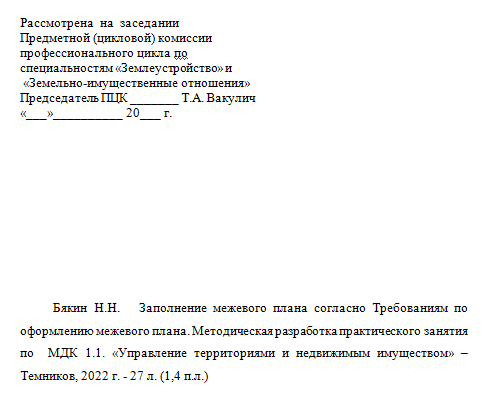 Рассмотрена на заседании
Предметной (цикловой) комиссии
профессионального цикла по
специальностям «Землеустройство» и
«Земельно-имущественные отношения»
Председатель ПЦК _______ Т.А. Вакулич
«___»__________ 20___ г.
Бякин Н.Н. Заполнение межевого плана согласно Требованиям по
оформлению межевого плана. Методическая разработка практического занятия
по МДК 1.1. «Управление территориями и недвижимым имуществом» –
Темников, 2022 г. - 27 л. (1,4 п.л.)